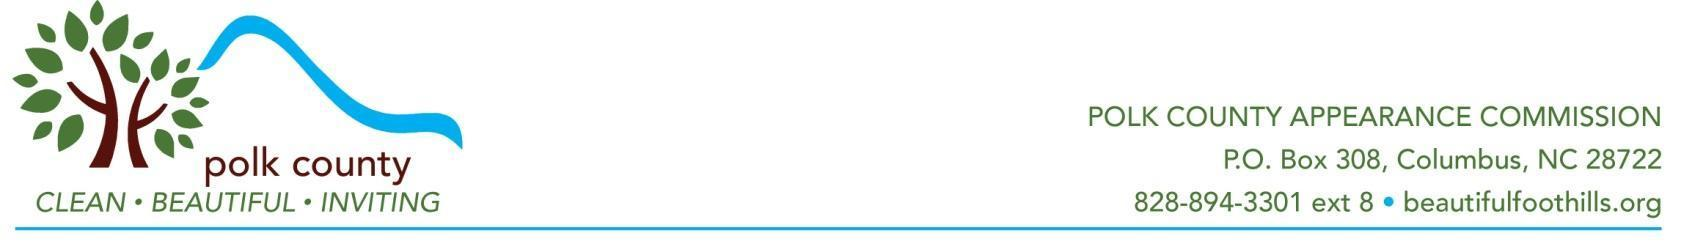 polk county
CLEAN • BEAUTIFUL • INVITING
POLK COUNTY APPEARANCE COMMISSION
P.O. Box 308, Columbus, NC 28722
828-894-3301 ext 8 • beautifulfoothills.org